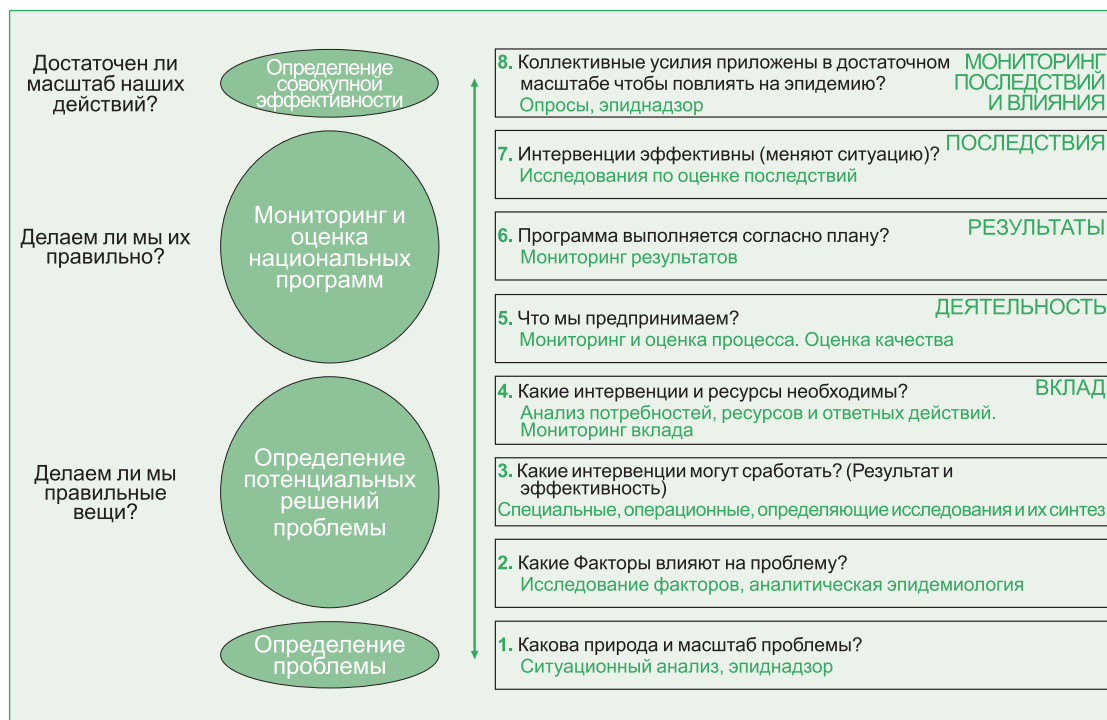 Достаточен ли
масштаб наших
действий?
Определение
совокупной
эффективности
8. Коллективные усилия приложены в достаточном
масштабе чтобы повлиять на эпидемию?
Опросы, эпиднадзор
МОНИТОРИНГ
ПОСЛЕДСТВИЙ
И ВЛИЯНИЯ
7. Интервенции эффективны (меняют ситуацию)?
Исследования по оценке последствий
ПОСЛЕДСТВИЯ
Делаем ли мы их
правильно?
Мониторинг и
оценка
национальных
программ
6. Программа выполняется согласно плану?
Мониторинг результатов
РЕЗУЛЬТАТЫ
5. Что мы предпринимаем?
Мониторинг и оценка процесса. Оценка качества
ДЕЯТЕЛЬНОСТЬ
4. Какие интервенции и ресурсы необходимы?
Анализ потребностей, ресурсов и ответных действий.
Мониторинг вклада
ВКЛАД
Делаем ли мы
правильные
вещи?
Определение
потенциальных
решений
проблемы
3. Какие интервенции могут сработать? (Результат и
эффективность)
Специальные, операционные, определяющие исследования и их синтез
2. Какие Факторы влияют на проблему?
Исследование факторов, аналитическая эпидемиология
Определение
проблемы
1. Какова природа и масштаб проблемы?
Ситуационный анализ, эпиднадзор